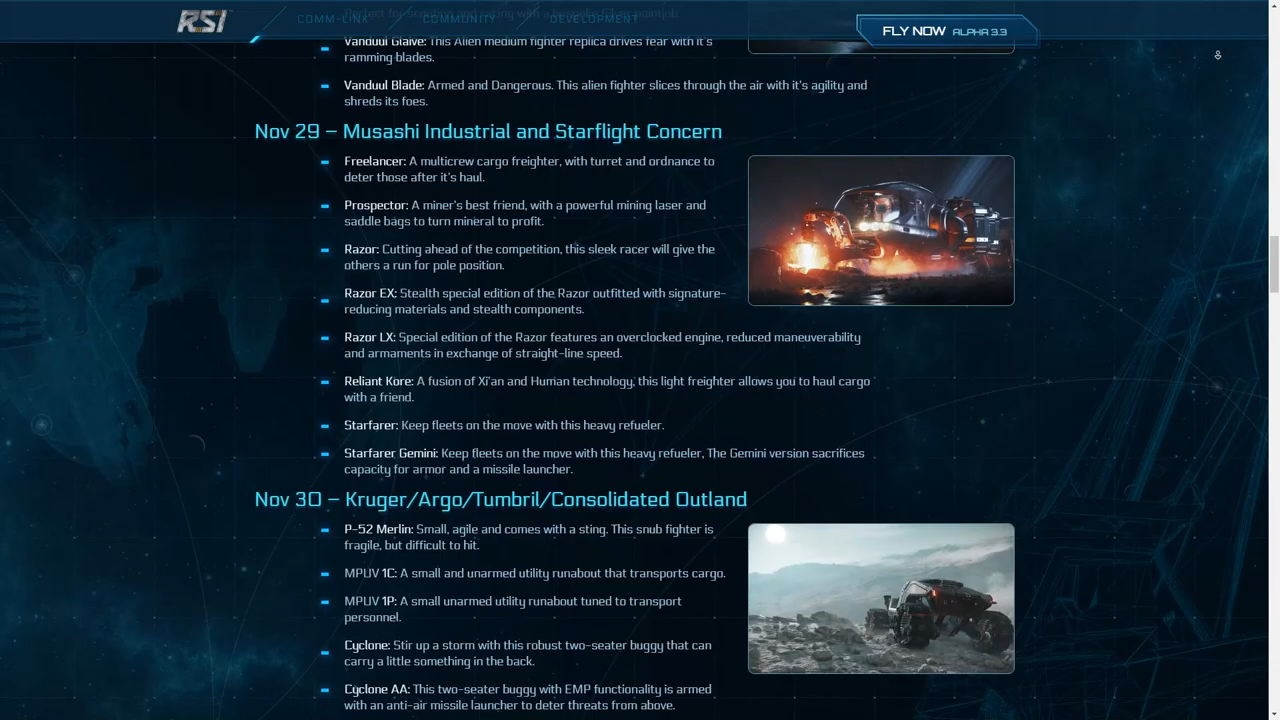 Perfect for scouting and racing with a bespoke silver paintjob.
RSI
COMM-LINK
COMMUNITY
DEVELOPMENT
FLY NOW ALPHA 3.3
Vanduul Glaive: This Alien medium fighter replica drives fear with it's
ramming blades.
Vanduul Blade: Armed and Dangerous. This alien fighter slices through the air with it's agility and
shreds its foes.
Nov 29 – Musashi Industrial and Starflight Concern
Freelancer: A multicrew cargo freighter, with turret and ordnance to
deter those after it's haul.
Prospector: A miner's best friend, with a powerful mining laser and
saddle bags to turn mineral to profit.
Razor: Cutting ahead of the competition, this sleek racer will give the
others a run for pole position.
Razor EX: Stealth special edition of the Razor outfitted with signature-
reducing materials and stealth components.
Razor LX: Special edition of the Razor features an overclocked engine, reduced maneuverability
and armaments in exchange of straight-line speed.
Reliant Kore: A fusion of Xi'an and Human technology, this light freighter allows you to haul cargo
with a friend.
Starfarer: Keep fleets on the move with this heavy refueler.
Starfarer Gemini: Keep fleets on the move with this heavy refueler, The Gemini version sacrifices
capacity for armor and a missile launcher.
Nov 30 – Kruger/Argo/Tumbril/Consolidated Outland
P-52 Merlin: Small, agile and comes with a sting. This snub fighter is
fragile, but difficult to hit.
MPUV 1C: A small and unarmed utility runabout that transports cargo.
MPUV 1P: A small unarmed utility runabout tuned to transport
personnel.
Cyclone: Stir up a storm with this robust two-seater buggy that can
carry a little something in the back.
Cyclone AA: This two-seater buggy with EMP functionality is armed
with an anti-air missile launcher to deter threats from above.